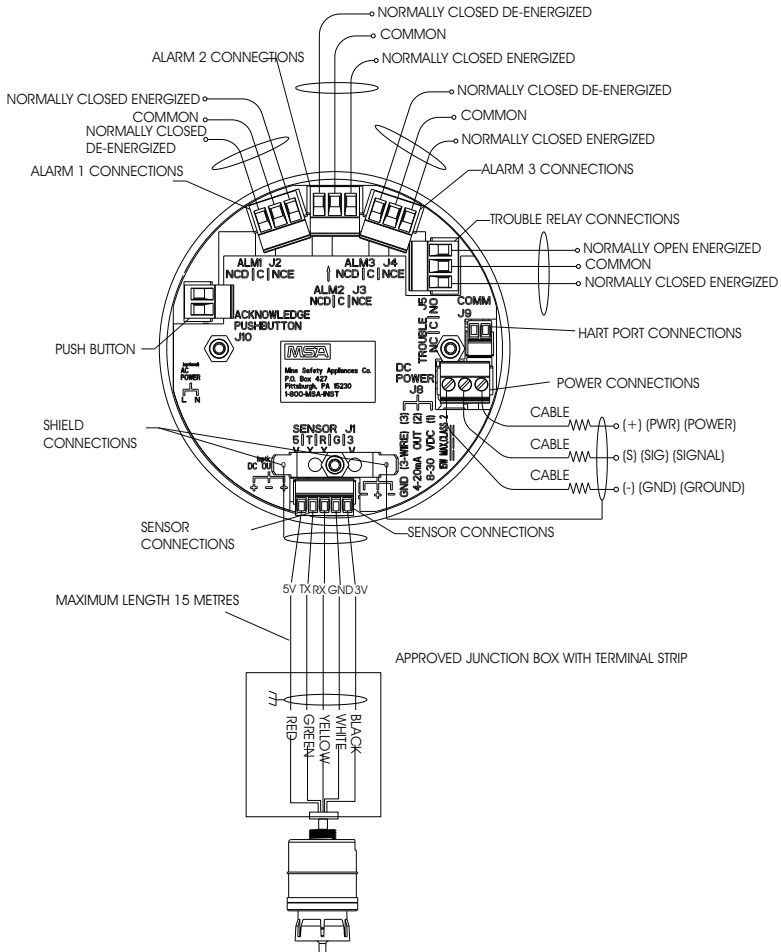 NORMALLY CLOSED DE-ENERGIZED
COMMON
ALARM 2 CONNECTIONS
NORMALLY CLOSED ENERGIZED
NORMALLY CLOSED ENERGIZED
COMMON
NORMALLY CLOSED
DE-ENERGIZED
ALARM 1 CONNECTIONS
NORMALLY CLOSED DE-ENERGIZED
COMMON
NORMALLY CLOSED ENERGIZED
ALARM 3 CONNECTIONS
TROUBLE RELAY CONNECTIONS
NORMALLY OPEN ENERGIZED
COMMON
NORMALLY CLOSED ENERGIZED
ALM1 J2
NCD | C | NCE
ALM3 J4
NCD | C | NCE
ALM2 J3
NCD | C | NCE
ACKNOWLEDGE
PUSHBUTTON
J10
PUSH BUTTON
J5
TROUBLE
NC | C | NO
COMM
J9
HART PORT CONNECTIONS
(optional)
AC
POWER
L N
MSA
Mine Safety Appliances Co.
P.O. Box 427
Pittsburgh, PA 15230
1-800-MSA-INST
DC
POWER
J8
POWER CONNECTIONS
CABLE
(+) (PWR) (POWER)
CABLE
(S) (SIG) (SIGNAL)
CABLE
(-) (GND) (GROUND)
GND (3-WIRE) (3)
4-20mA OUT (2)
8-30 VDC (1)
15W MAX CLASS 2
SHIELD
CONNECTIONS
SENSOR J1
5 | T | R | G | 3
V X X V
DC OUT
+ - +
- + -
SENSOR
CONNECTIONS
SENSOR CONNECTIONS
5V TX RX GND 3V
MAXIMUM LENGTH 15 METRES
APPROVED JUNCTION BOX WITH TERMINAL STRIP
RED
GREEN
YELLOW
WHITE
BLACK